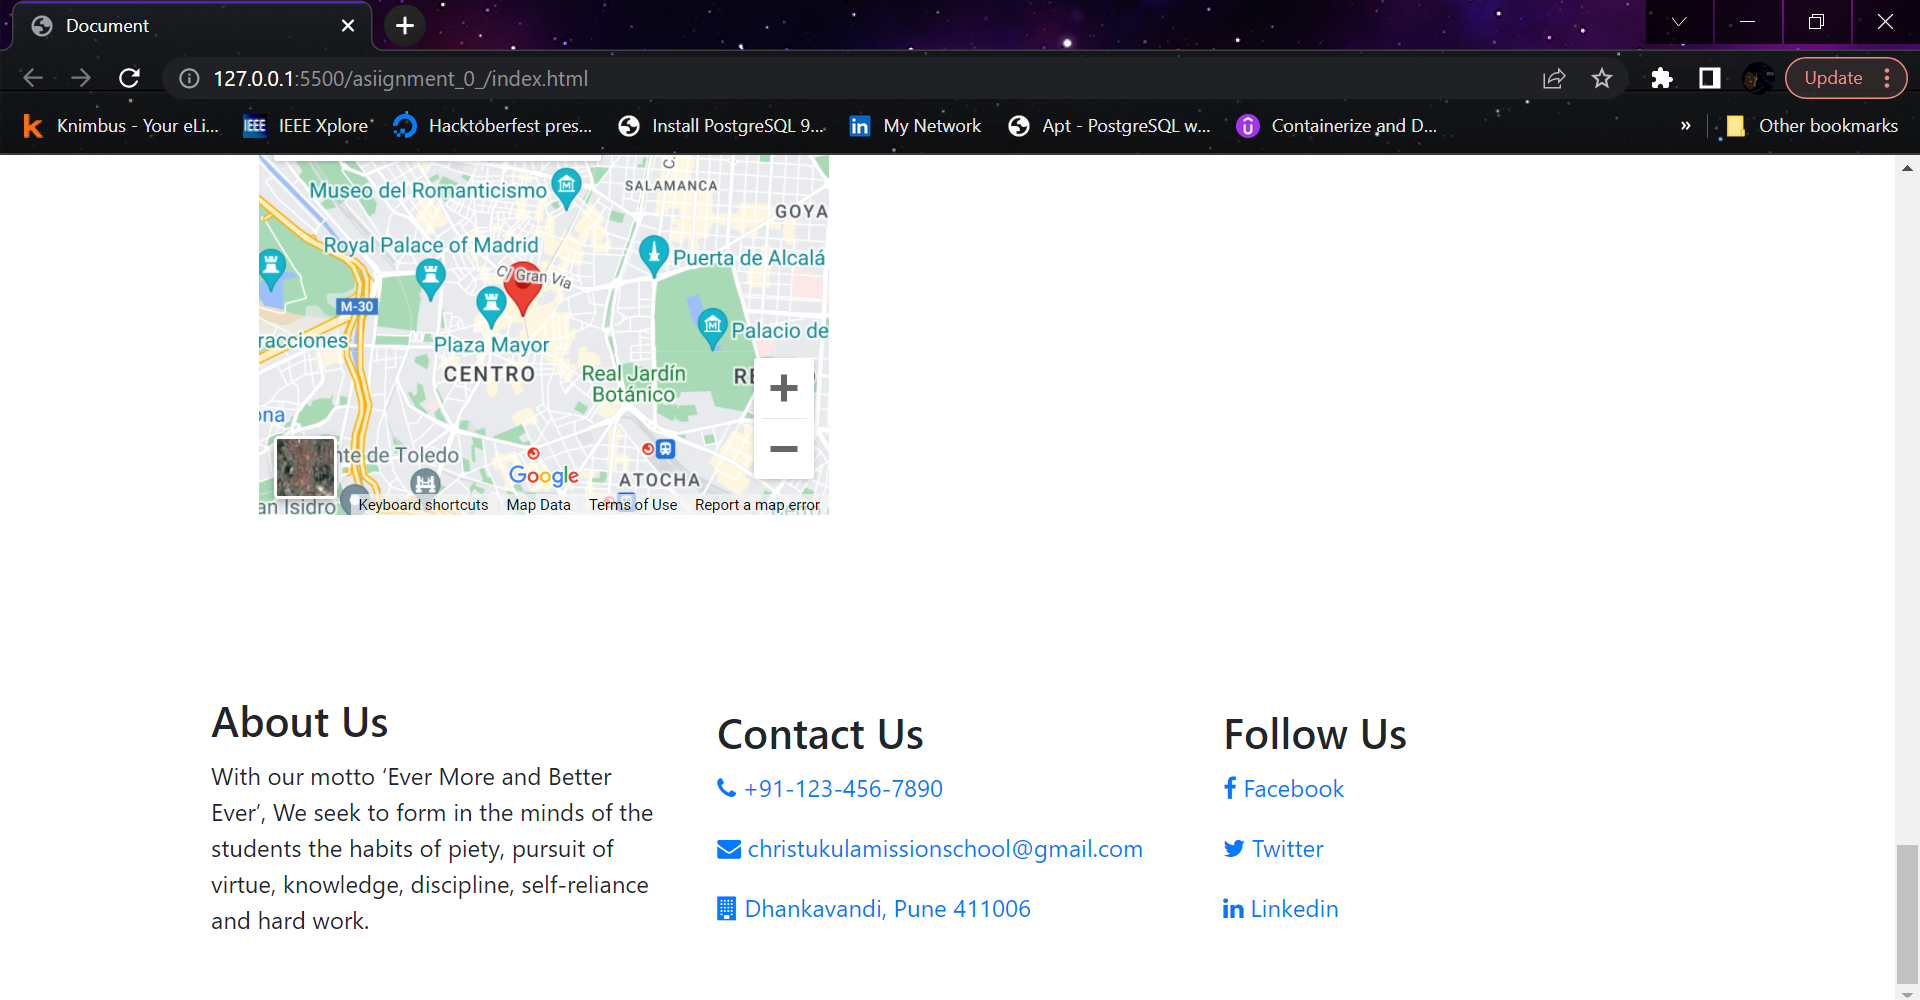 Document
127.0.0.1:5500/asiignment_0_/index.html
Update
Knimbus - Your eLi...
IEEE
IEEE Xplore
Hacktoberfest pres...
Install PostgreSQL 9...
in
My Network
Apt - PostgreSQL w...
Containerize and D...
»
Other bookmarks
C.
Museo del Romanticismo
SALAMANCA
GOYA
Royal Palace of Madrid
C/ Gran Vía
Puerta de Alcalá
M-30
Palacio de
racciones
Plaza Mayor
CENTRO
Real Jardín
Botánico
RE
ona
nte de Toledo
Google
ATOCHA
an Isidro
Keyboard shortcuts
Map Data
Terms of Use
Report a map error
About Us
With our motto ‘Ever More and Better
Ever’, We seek to form in the minds of the
students the habits of piety, pursuit of
virtue, knowledge, discipline, self-reliance
and hard work.
Contact Us
+91-123-456-7890
christukulamissionschool@gmail.com
Dhankavandi, Pune 411006
Follow Us
Facebook
Twitter
Linkedin